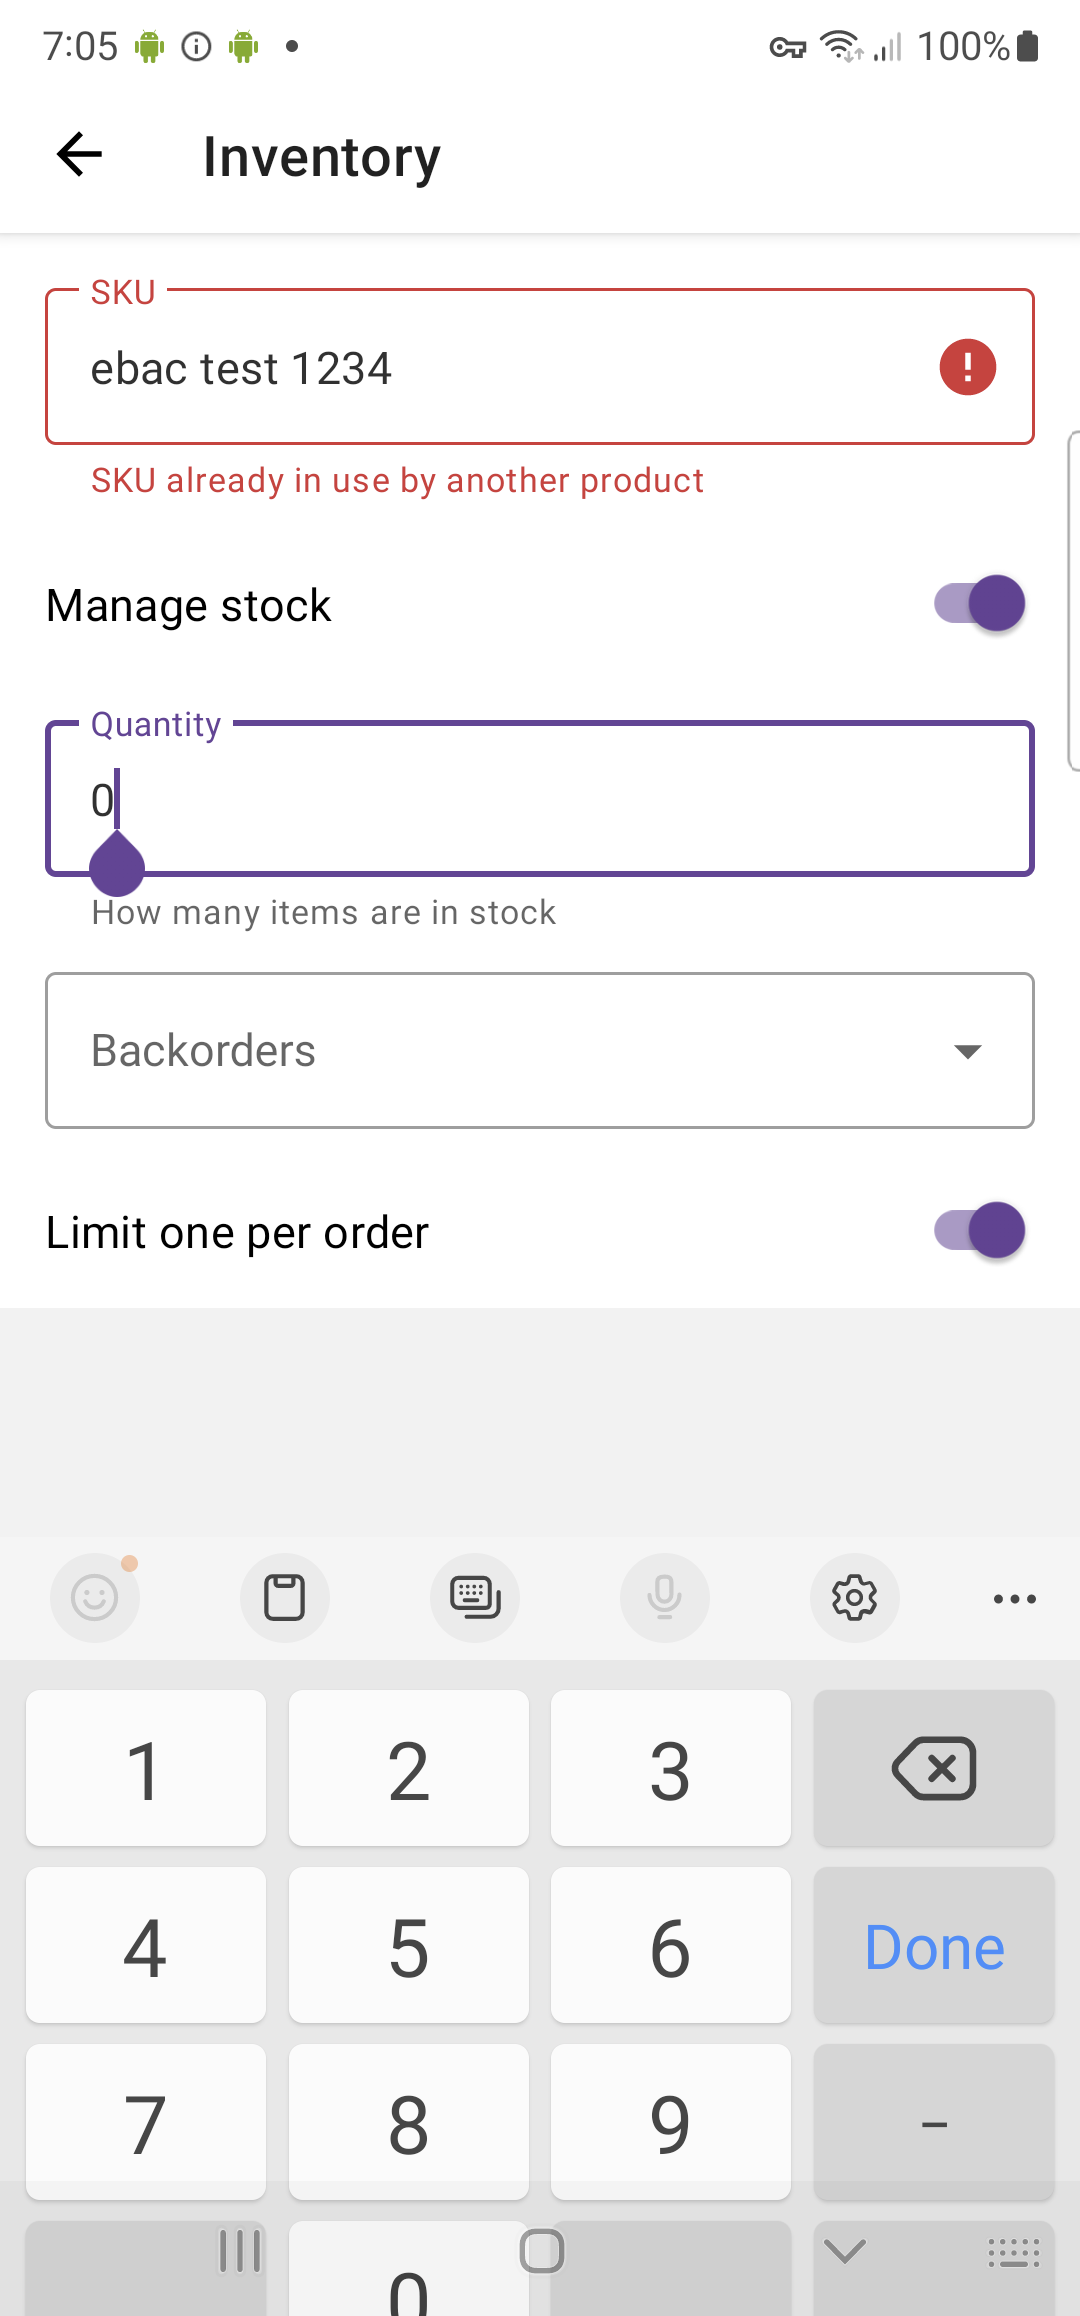 7:05 100%
Inventory
SKU
ebac test 1234
SKU already in use by another product
Manage stock
Quantity
0
How many items are in stock
Backorders
Limit one per order
1 2 3
4 5 6 Done
7 8 9 -
0